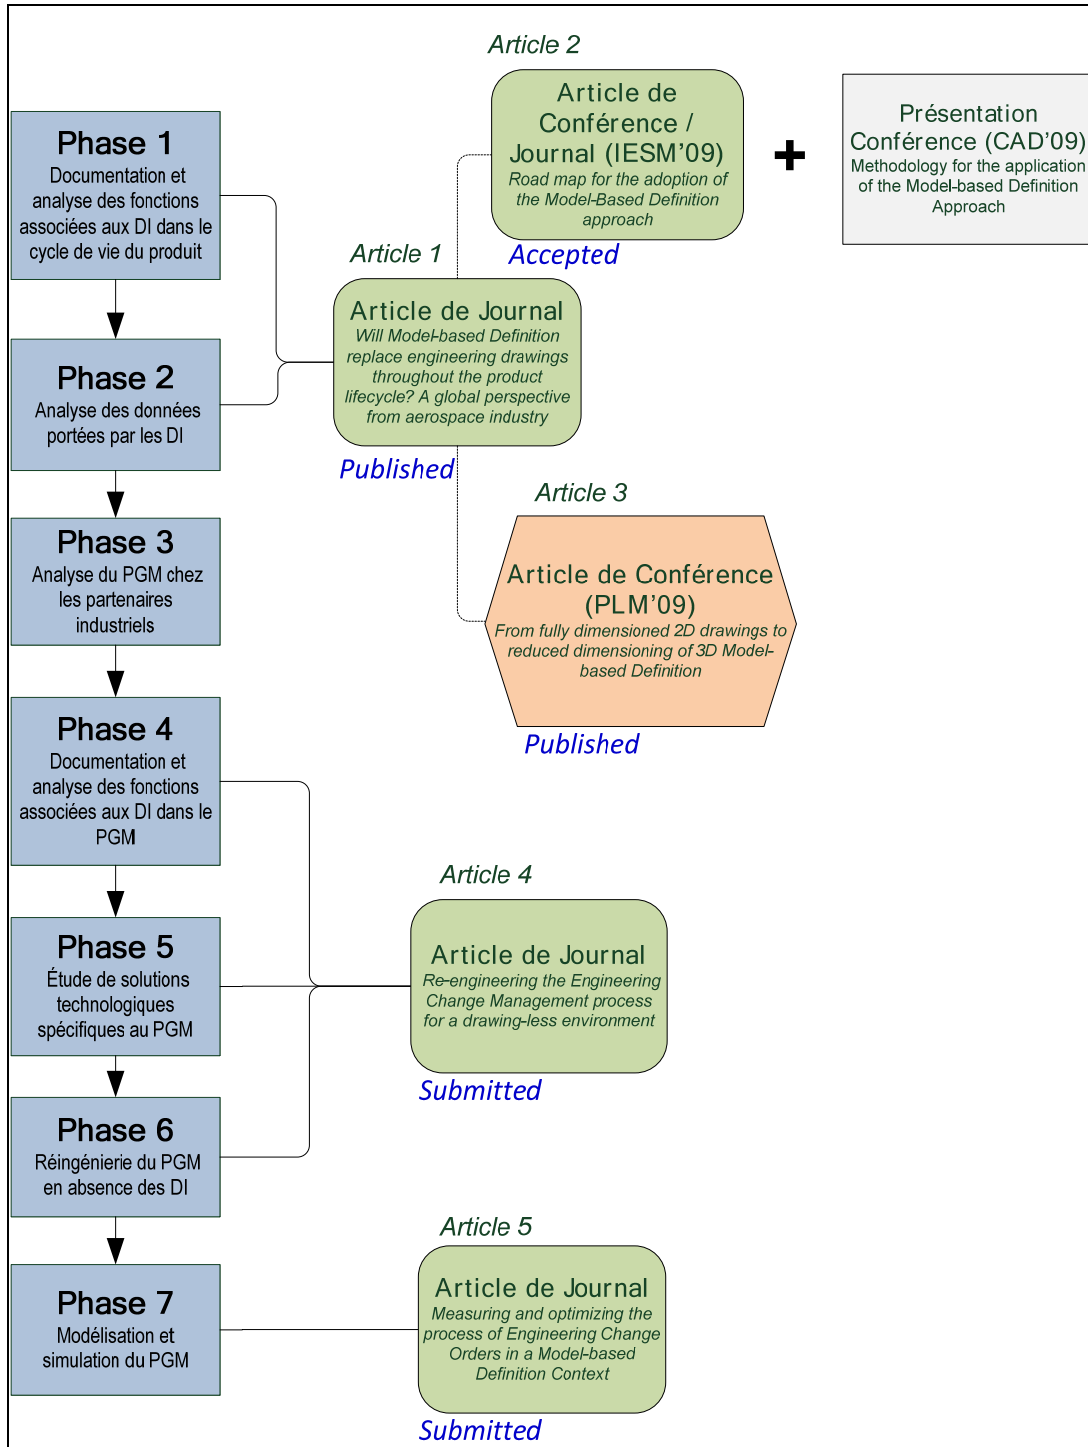 Phase 1
Documentation et
analyse des fonctions
associées aux DI dans le
cycle de vie du produit
Phase 2
Analyse des données
portées par les DI
Phase 3
Analyse du PGM chez
les partenaires
industriels
Phase 4
Documentation et
analyse des fonctions
associées aux DI dans le
PGM
Phase 5
Étude de solutions
technologiques
spécifiques au PGM
Phase 6
Réingénierie du PGM
en absence des DI
Phase 7
Modélisation et
simulation du PGM
Article 1
Article de Journal
Will Model-based Definition
replace engineering drawings
throughout the product
lifecycle? A global perspective
from aerospace industry
Published
Article 2
Article de
Conférence /
Journal (IESM'09)
Road map for the adoption of
the Model-Based Definition
approach
Accepted
+
Présentation
Conférence (CAD'09)
Methodology for the application
of the Model-based Definition
Approach
Article 3
Article de Conférence
(PLM'09)
From fully dimensioned 2D drawings to
reduced dimensioning of 3D Model-
based Definition
Published
Article 4
Article de Journal
Re-engineering the Engineering
Change Management process
for a drawing-less environment
Submitted
Article 5
Article de Journal
Measuring and optimizing the
process of Engineering Change
Orders in a Model-based
Definition Context
Submitted